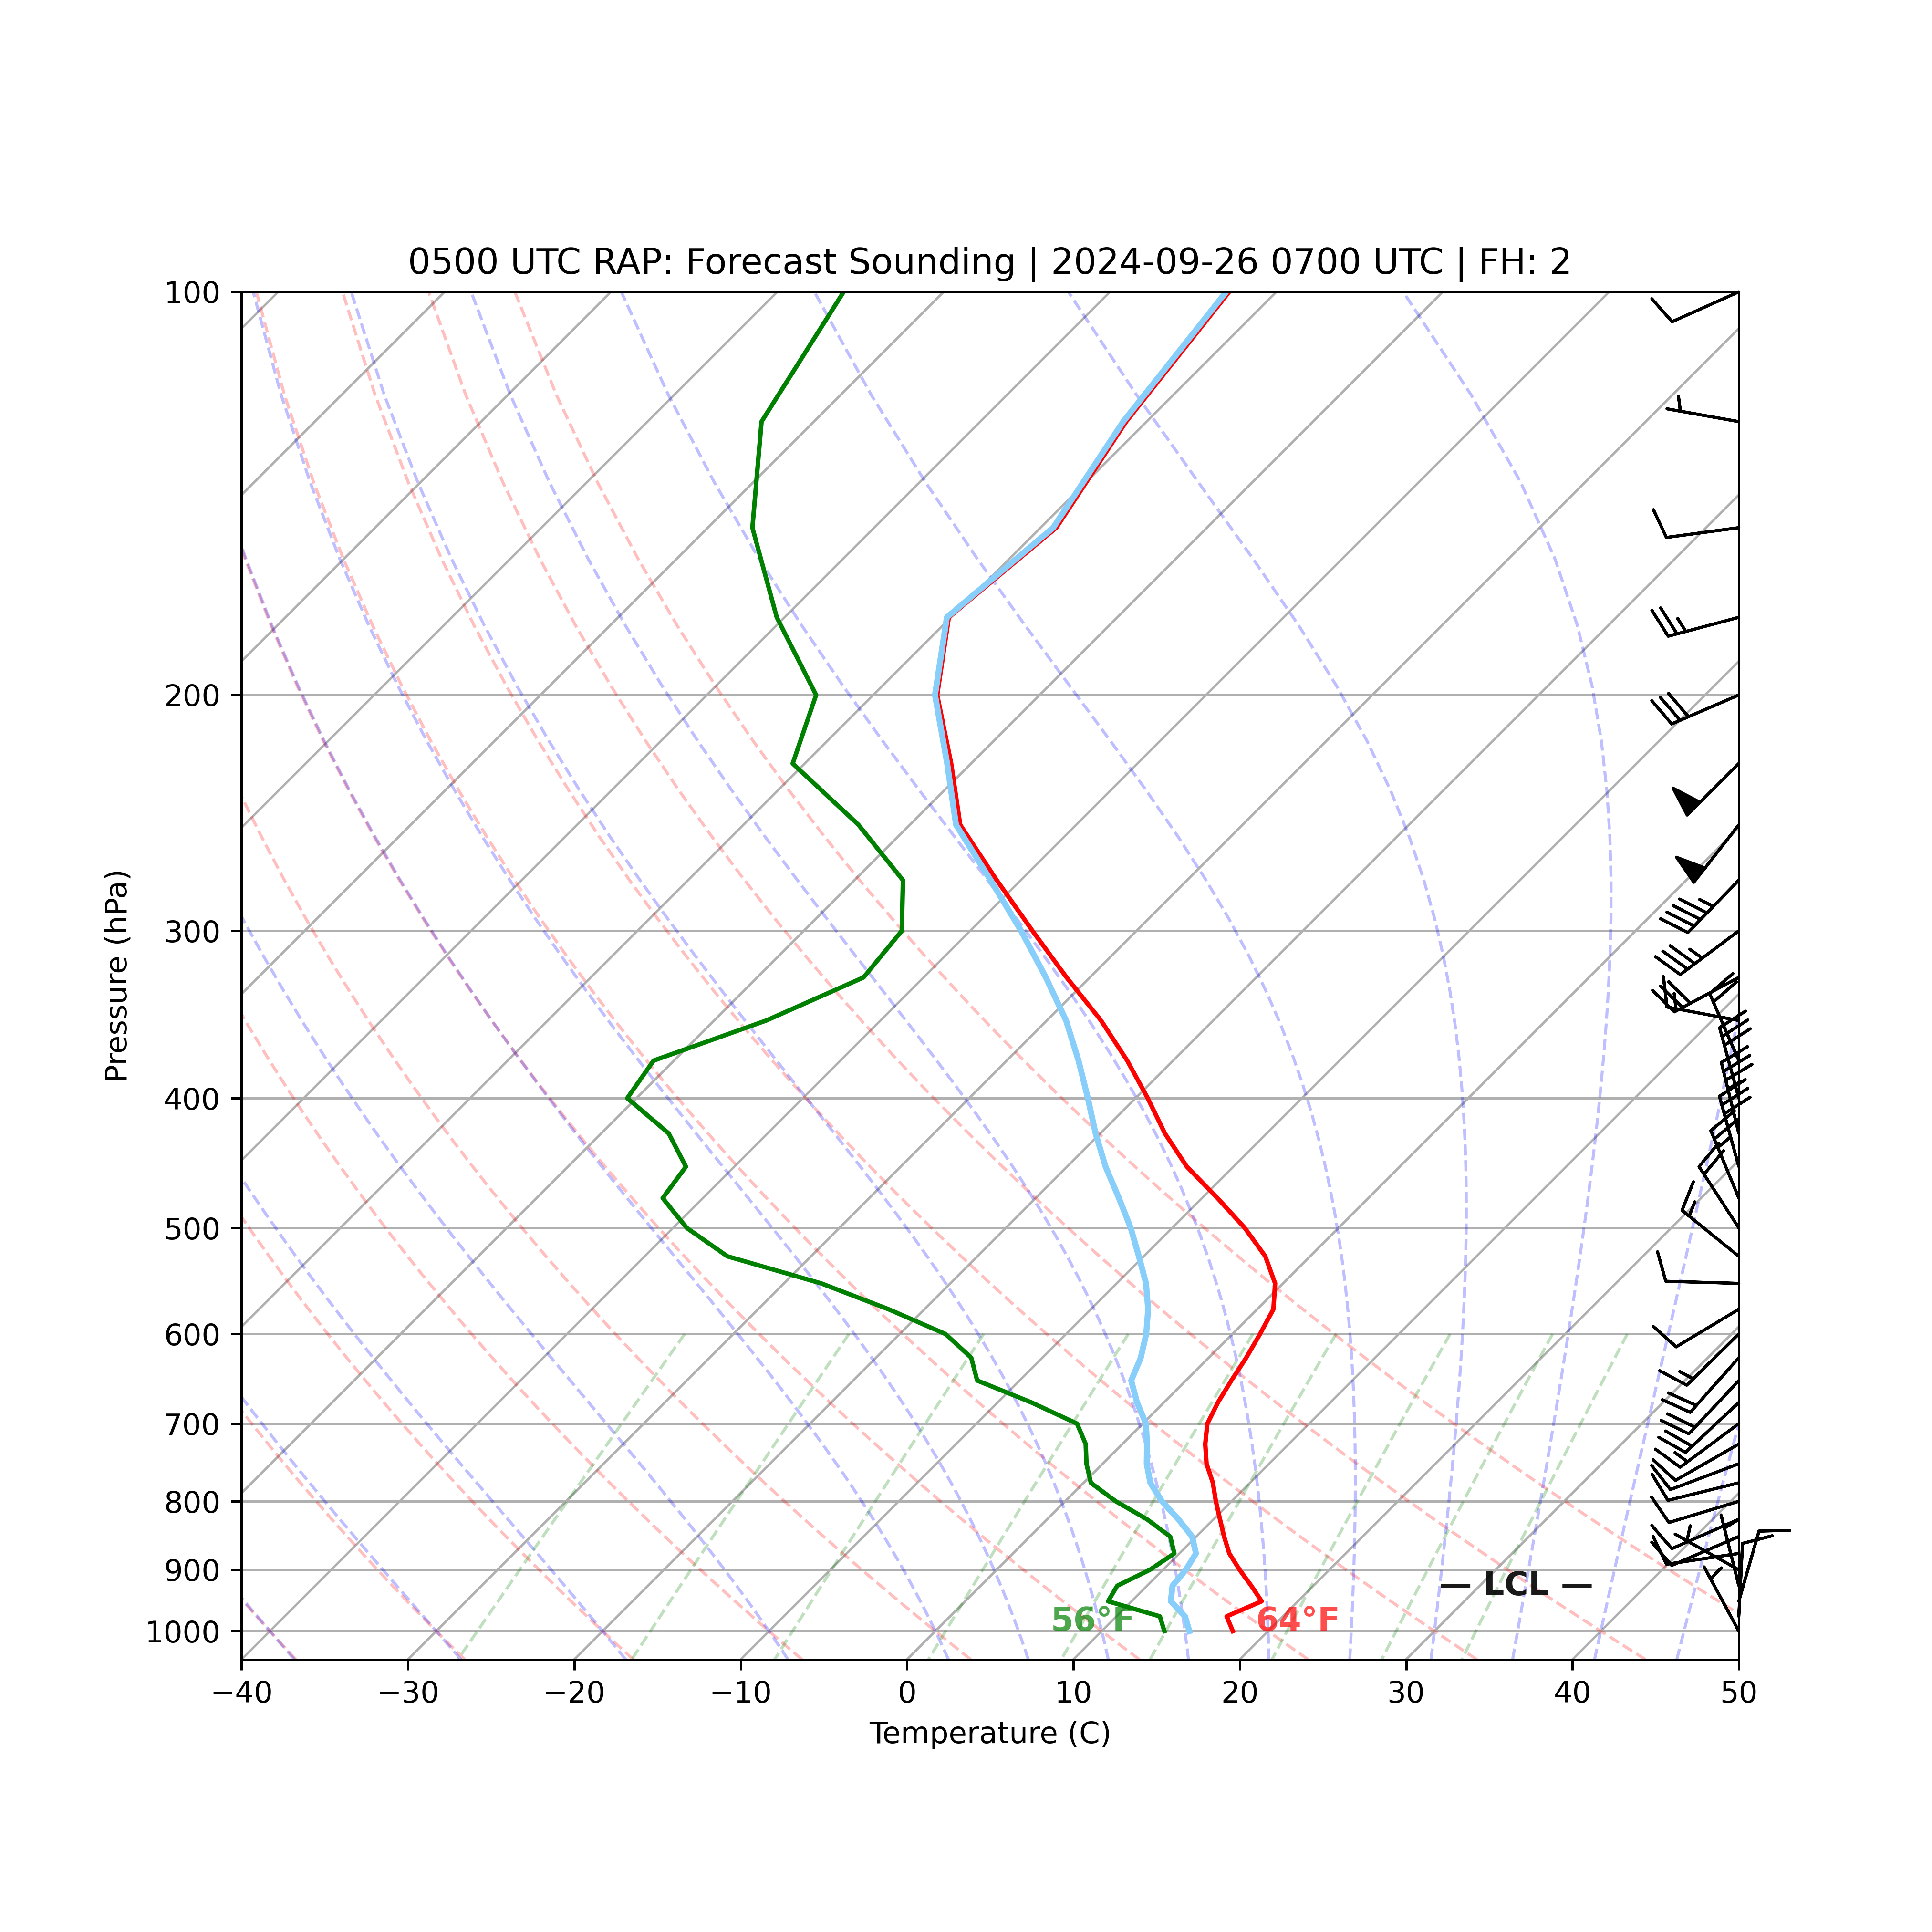 0500 UTC RAP: Forecast Sounding | 2024-09-26 0700 UTC | FH: 2
100
200
300
400
500
600
700
800
900
1000
Pressure (hPa)
— LCL —
56°F 64°F
−40 −30 −20 −10 0 10 20 30 40 50
Temperature (C)